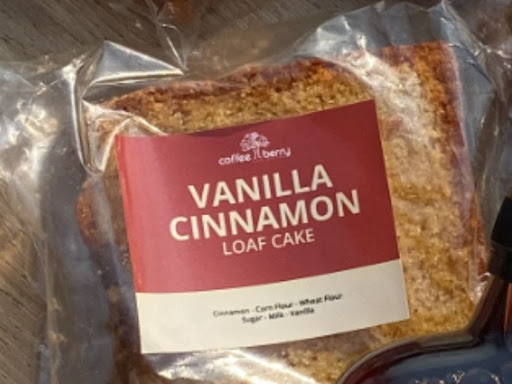 coffee berry
VANILLA
CINNAMON
LOAF CAKE
Cinnamon - Corn Flour - Wheat Flour
Sugar - Milk - Vanilla